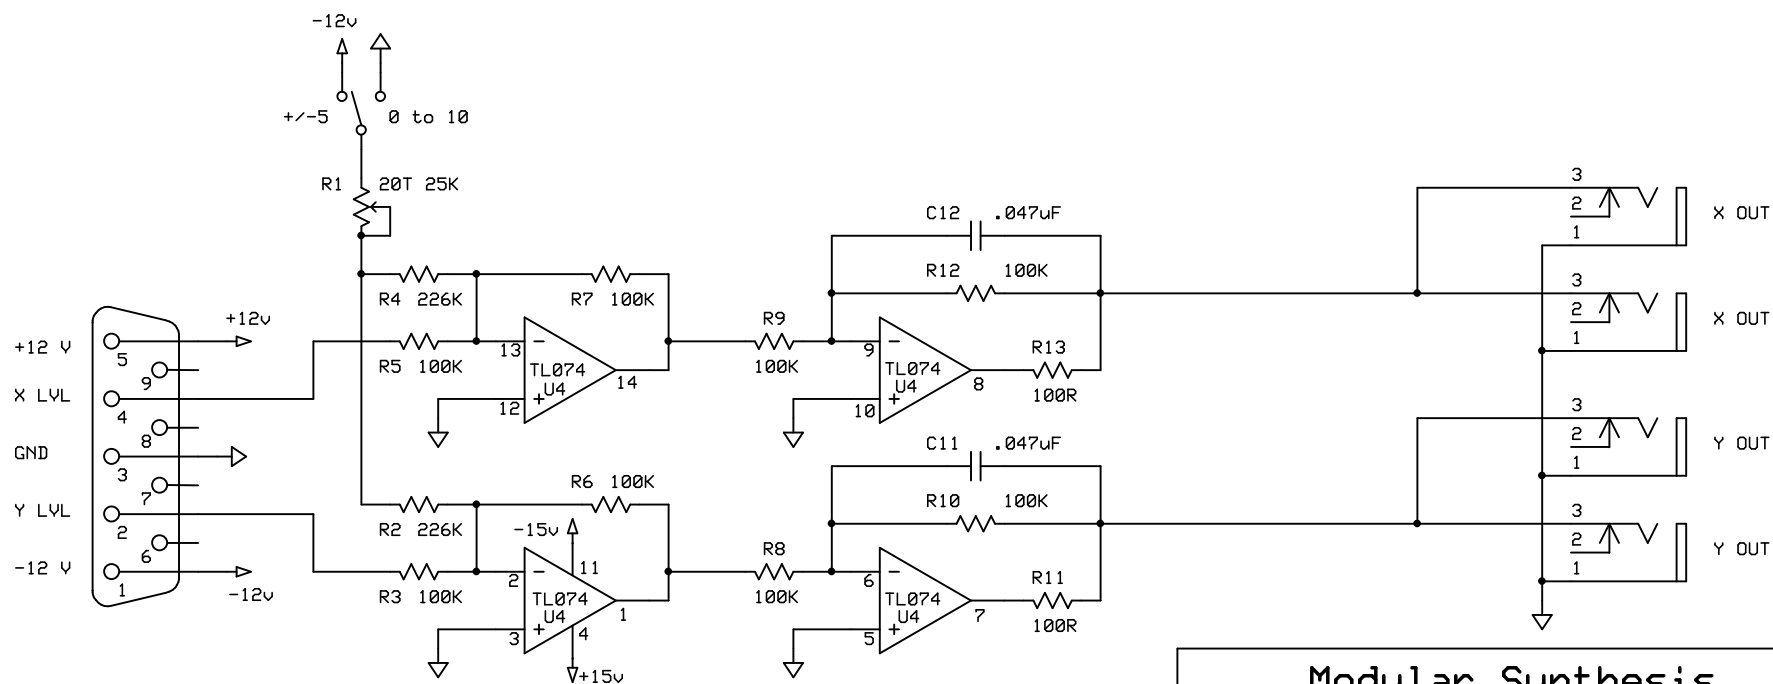 -12v
+/-5
0 to 10
R1 20T 25K
R4 226K
R7 100K
R5 100K
13
12
TL074
U4
14
R9
100K
C12 .047uF
R12 100K
9
10
TL074
U4
8
R13
100R
3
2
1
X OUT
3
2
1
X OUT
+12 V
X LVL
GND
Y LVL
-12 V
5
9
4
8
3
7
2
6
1
+12v
-12v
R2 226K
R6 100K
R3 100K
-15v
11
2
3
TL074
U4
1
4
+15v
R8
100K
C11 .047uF
R10 100K
6
5
TL074
U4
7
R11
100R
3
2
1
Y OUT
3
2
1
Y OUT
Modular Synthesis